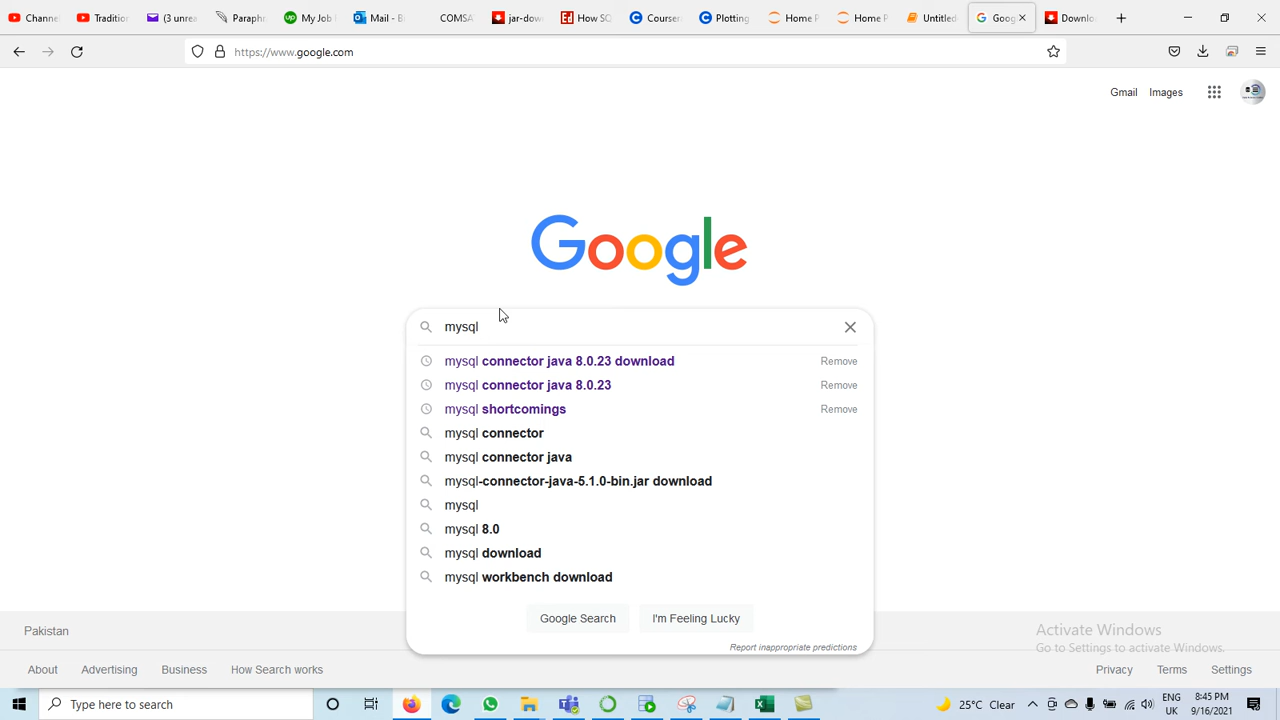 Channe
Tradition
(3 unrea
Paraphr
My Job
Mail - B
COMSA
jar-dow
How SQ
Courser
Plotting
Home P
Home P
Untitled
Goog
Downlo
https://www.google.com
Gmail Images
Google
mysql
mysql connector java 8.0.23 download Remove
mysql connector java 8.0.23 Remove
mysql shortcomings Remove
mysql connector
mysql connector java
mysql-connector-java-5.1.0-bin.jar download
mysql
mysql 8.0
mysql download
mysql workbench download
Google Search I'm Feeling Lucky
Report inappropriate predictions
Pakistan
Activate Windows
Go to Settings to activate Windows.
About Advertising Business How Search works Privacy Terms Settings
Type here to search
25°C Clear
ENG
UK
8:45 PM
9/16/2021